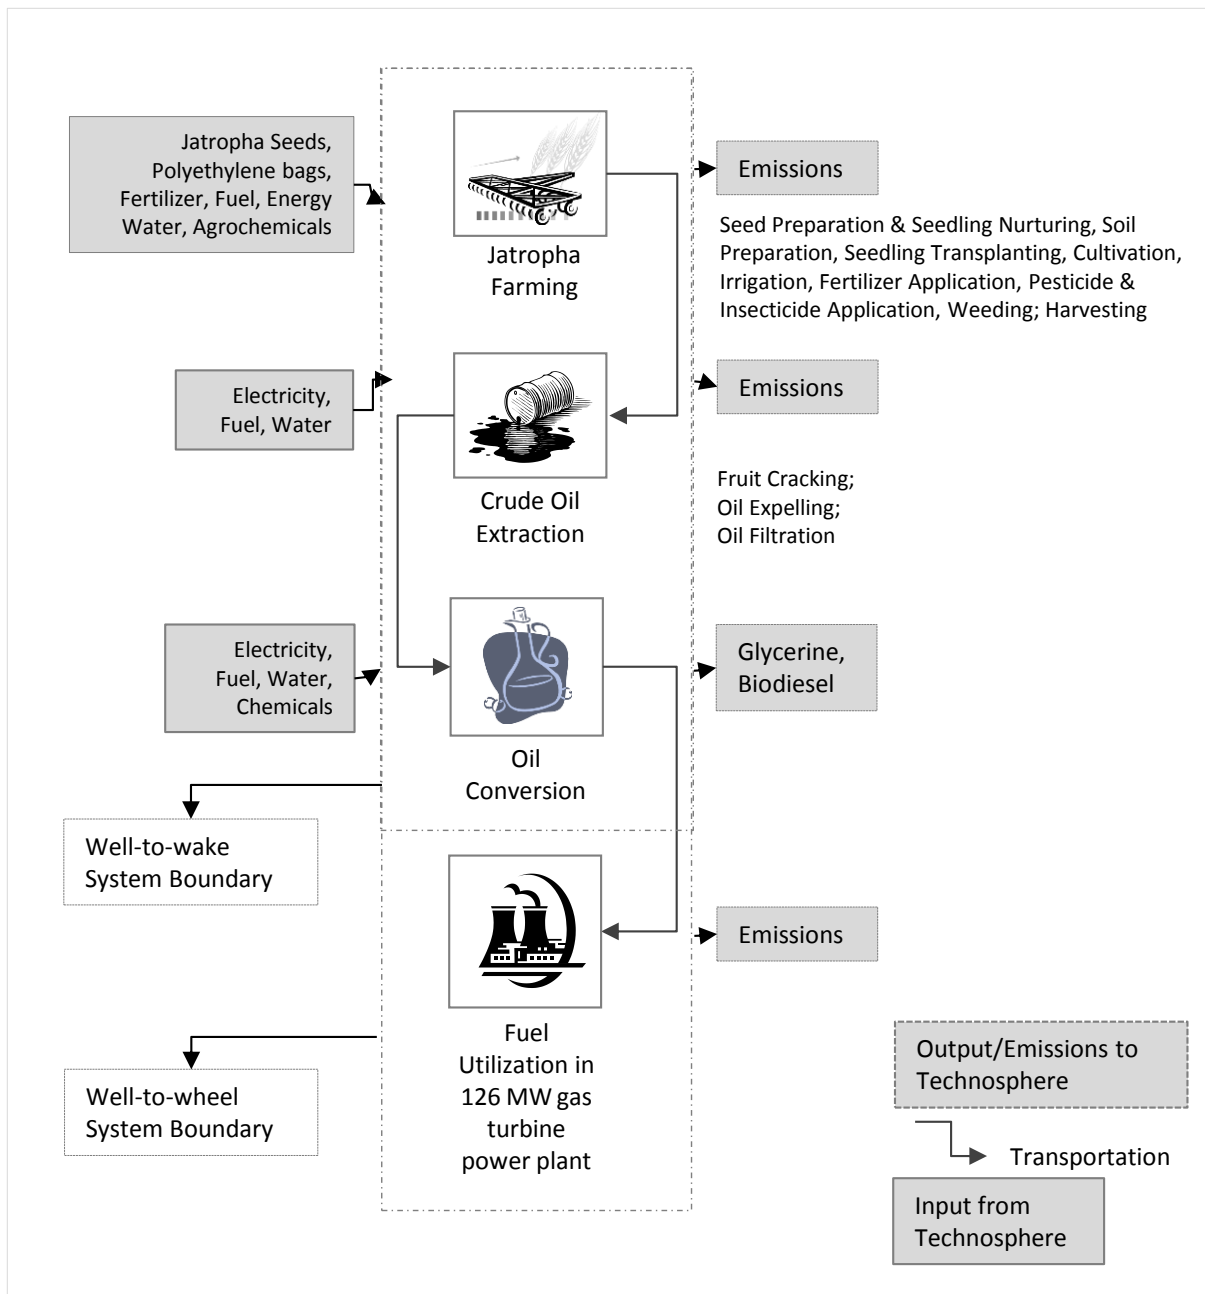 Jatropha Seeds,
Polyethylene bags,
Fertilizer, Fuel, Energy
Water, Agrochemicals
Jatropha
Farming
Emissions
Seed Preparation & Seedling Nurturing, Soil
Preparation, Seedling Transplanting, Cultivation,
Irrigation, Fertilizer Application, Pesticide &
Insecticide Application, Weeding; Harvesting
Electricity,
Fuel, Water
Crude Oil
Extraction
Emissions
Fruit Cracking;
Oil Expelling;
Oil Filtration
Electricity,
Fuel, Water,
Chemicals
Oil
Conversion
Glycerine,
Biodiesel
Well-to-wake
System Boundary
Emissions
Fuel
Utilization in
126 MW gas
turbine
power plant
Well-to-wheel
System Boundary
Output/Emissions to
Technosphere
Transportation
Input from
Technosphere